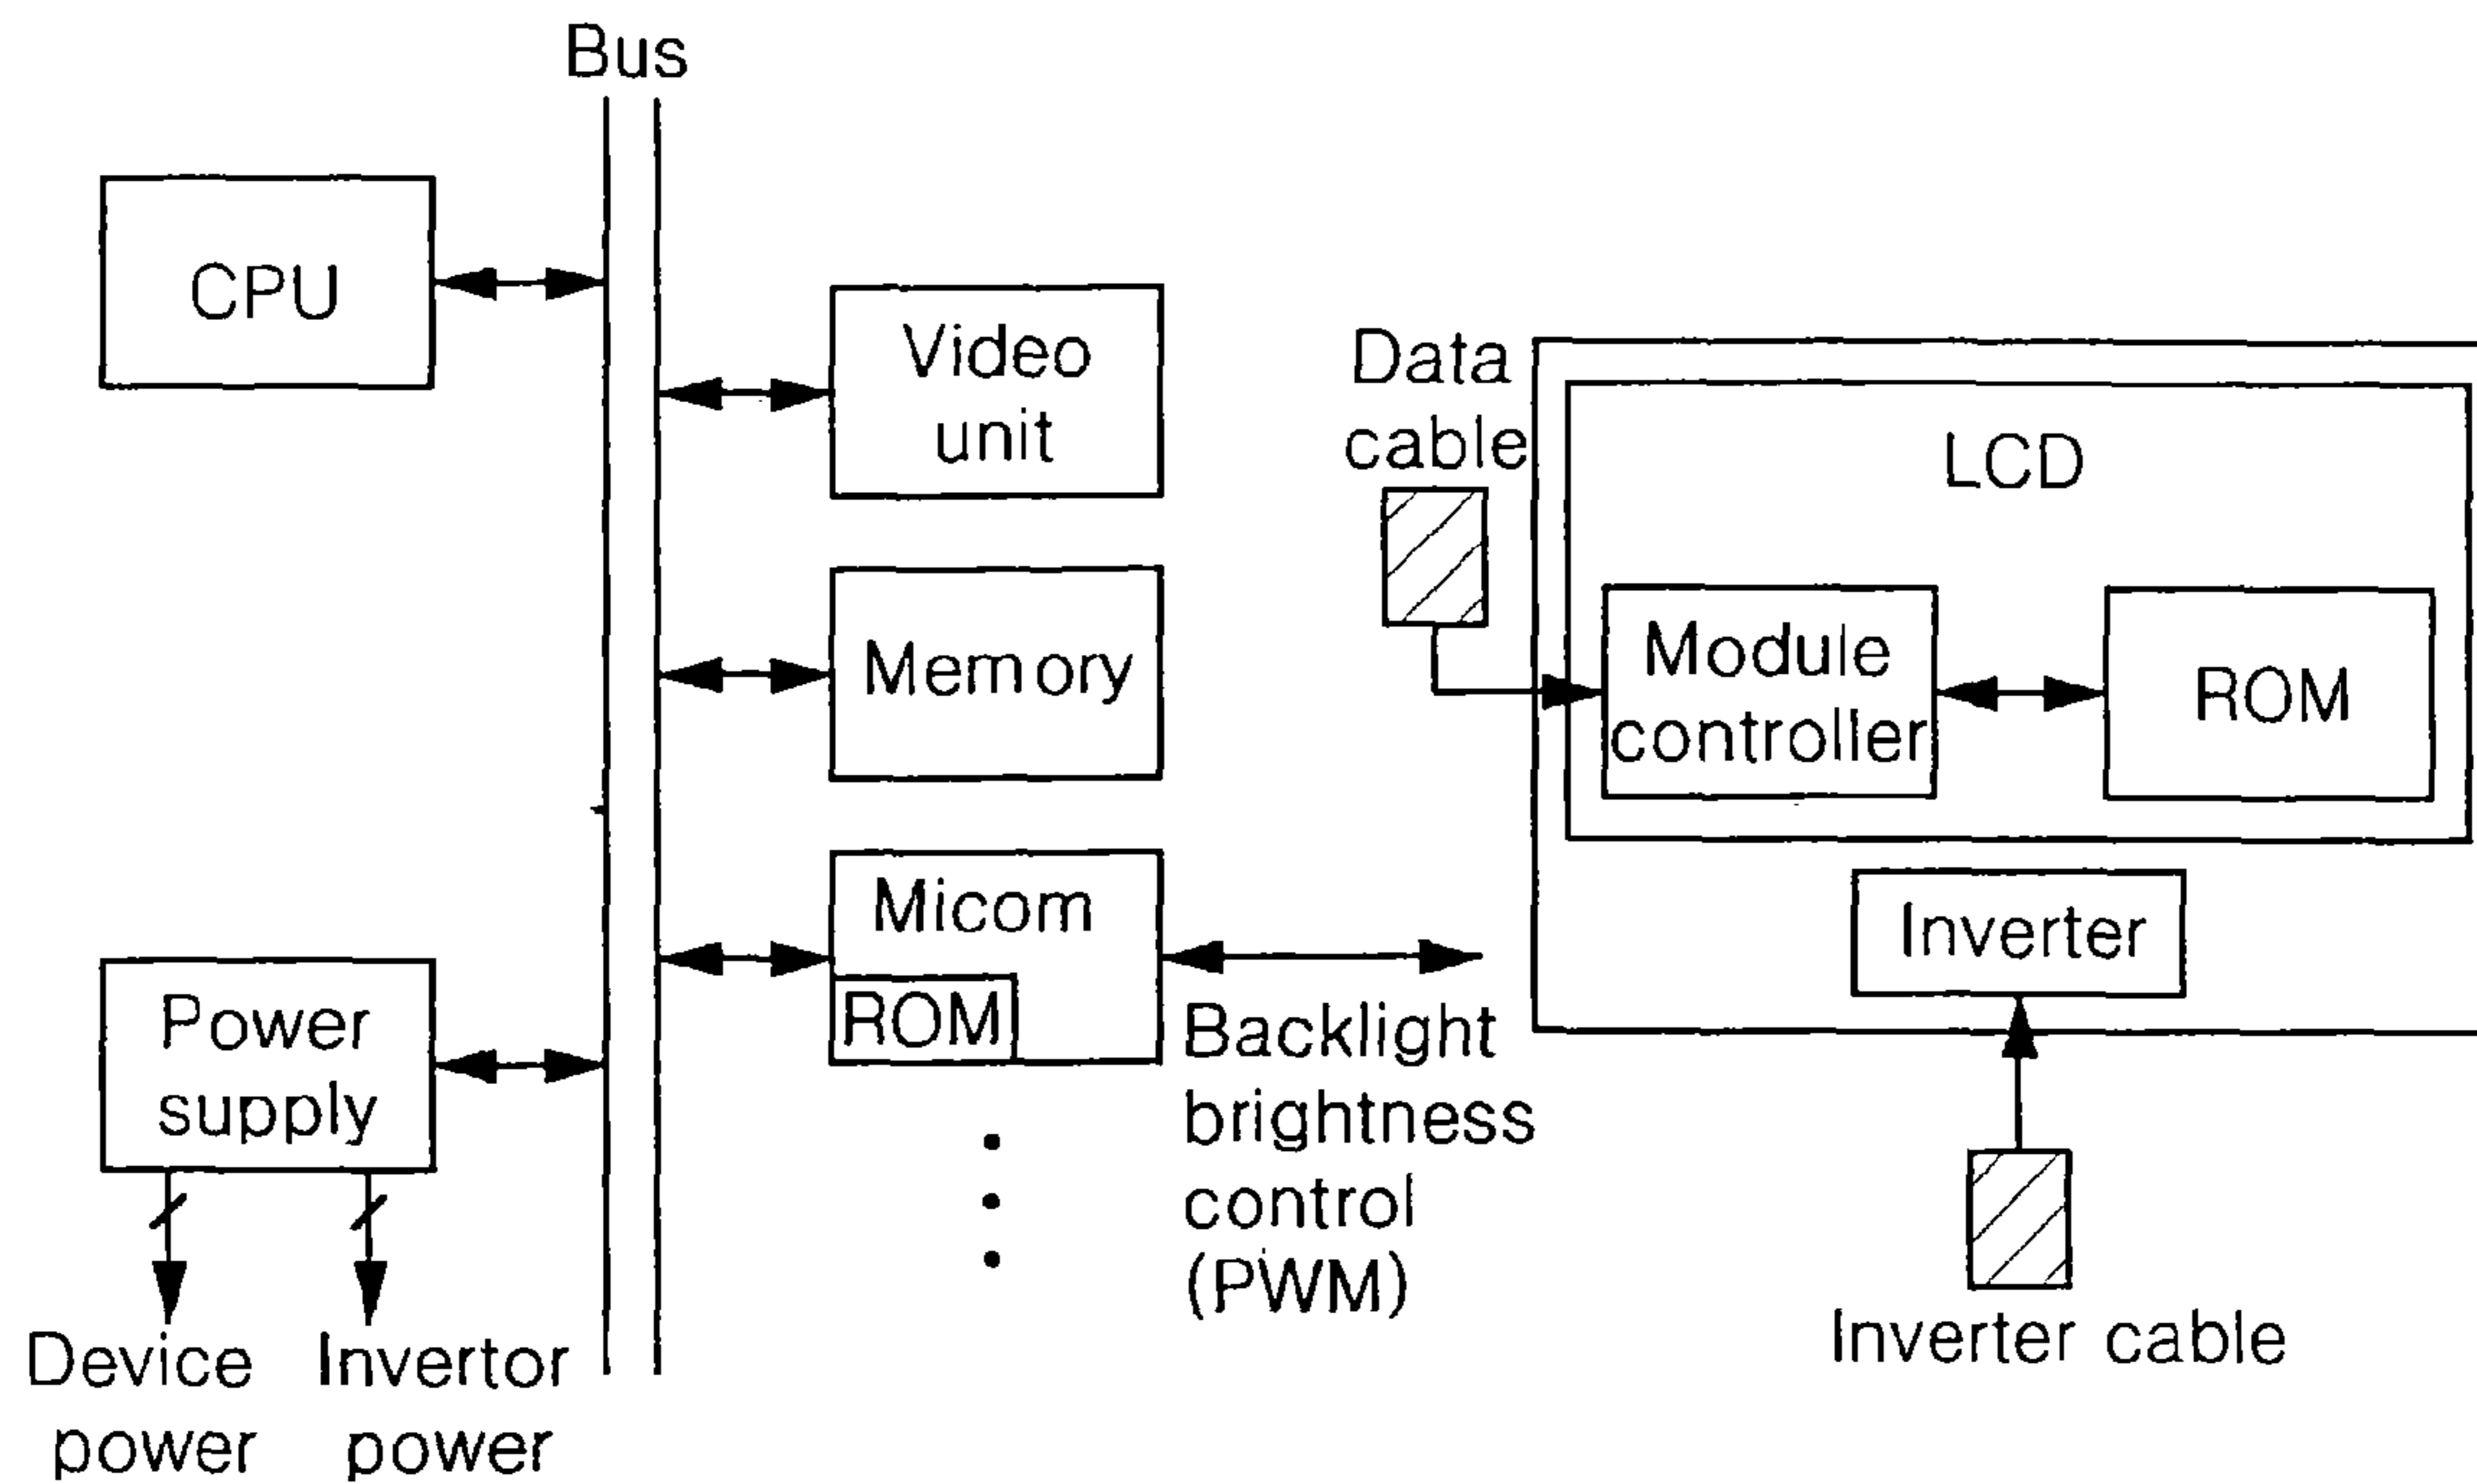 Bus
CPU
Video
unit
Data
cable
LCD
Memory
Module
controller
ROM
Micom
ROM
Inverter
Power
supply
Backlight
brightness
control
(PWM)
Device
power
Invertor
power
Inverter cable